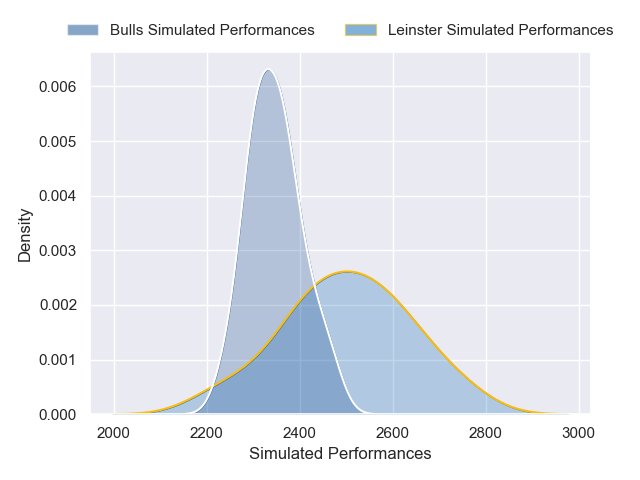 Bulls Simulated Performances
Leinster Simulated Performances
0.006
0.005
0.004
0.003
0.002
0.001
0.000
Density
2000 2200 2400 2600 2800 3000
Simulated Performances